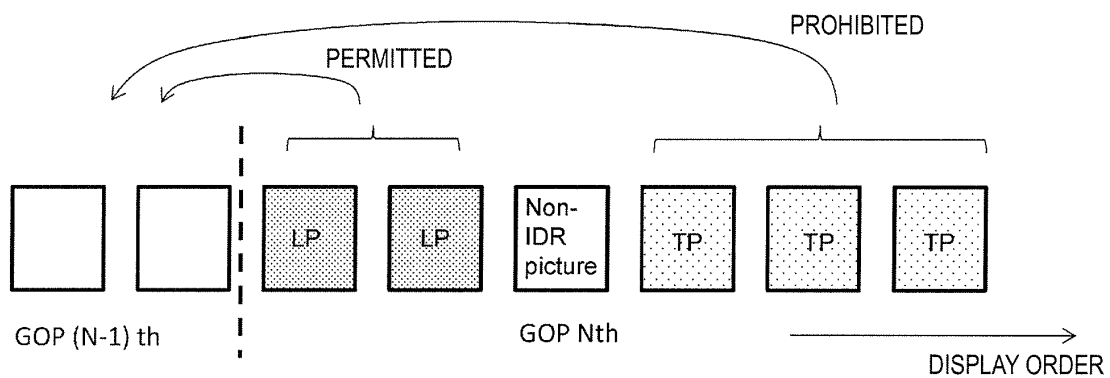 PROHIBITED
PERMITTED
LP
LP
Non-
IDR
picture
TP
TP
TP
GOP (N-1) th
GOP Nth
DISPLAY ORDER